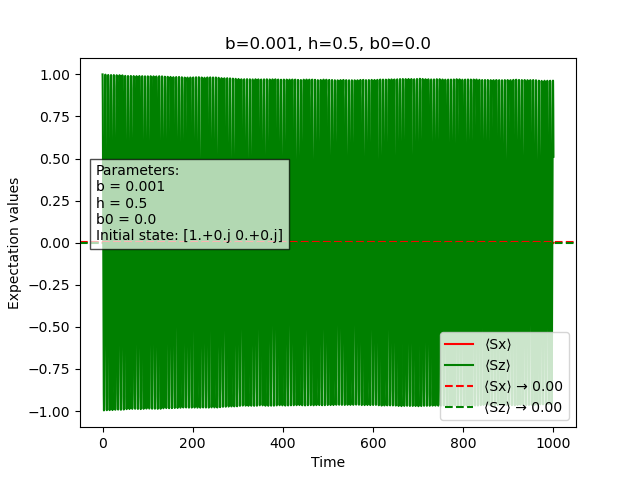 b=0.001, h=0.5, b0=0.0
1.00
0.75
0.50
0.25
0.00
−0.25
−0.50
−0.75
−1.00
Expectation values
Parameters:
b = 0.001
h = 0.5
b0 = 0.0
Initial state: [1.+0.j 0.+0.j]
⟨Sx⟩
⟨Sz⟩
⟨Sx⟩ → 0.00
⟨Sz⟩ → 0.00
0 200 400 600 800 1000
Time